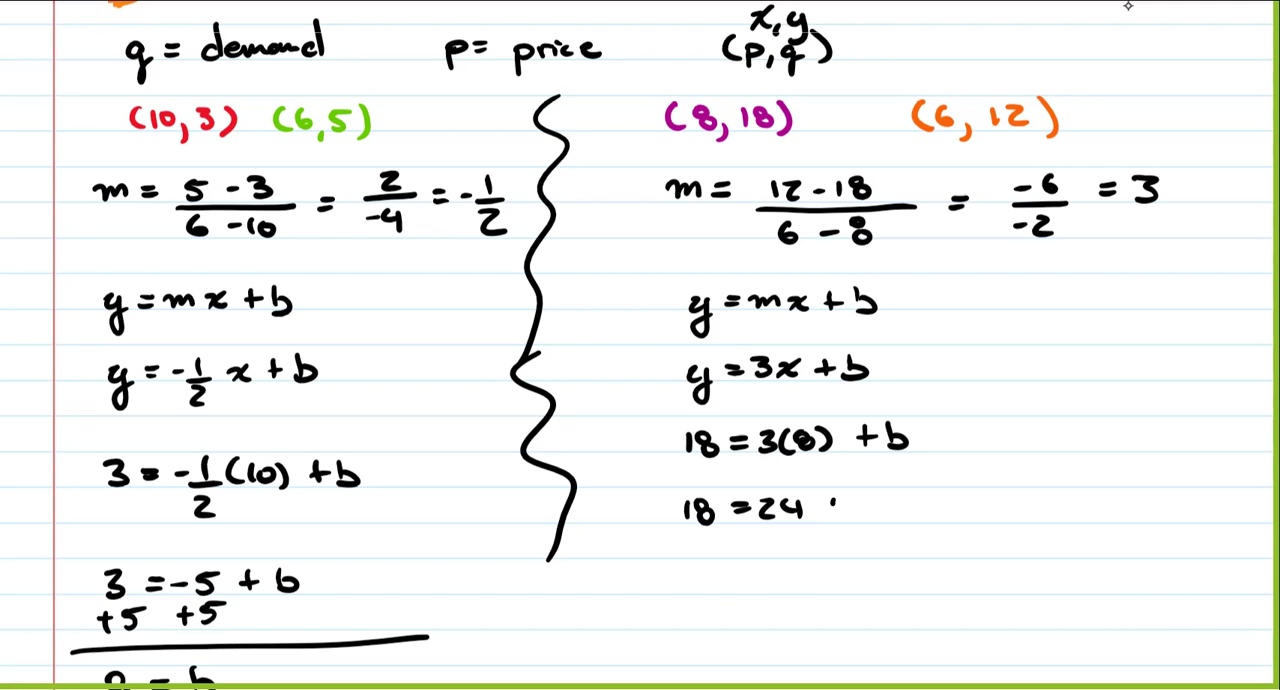 q = demand p = price x, y
(p, q)
(10, 3) (6, 5)
m = 5 - 3 / 6 - 10 = 2 / -4 = - 1/2
y = mx + b
y = - 1/2 x + b
3 = - 1/2 (10) + b
3 = -5 + b
+5 +5
= b
(8, 18) (6, 12)
m = 12 - 18 / 6 - 8 = -6 / -2 = 3
y = mx + b
y = 3x + b
18 = 3(8) + b
18 = 24